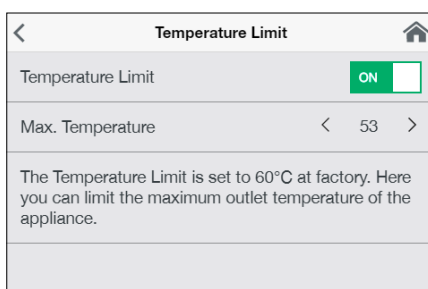 Temperature Limit
Temperature Limit ON
Max. Temperature 53
The Temperature Limit is set to 60°C at factory. Here
you can limit the maximum outlet temperature of the
appliance.